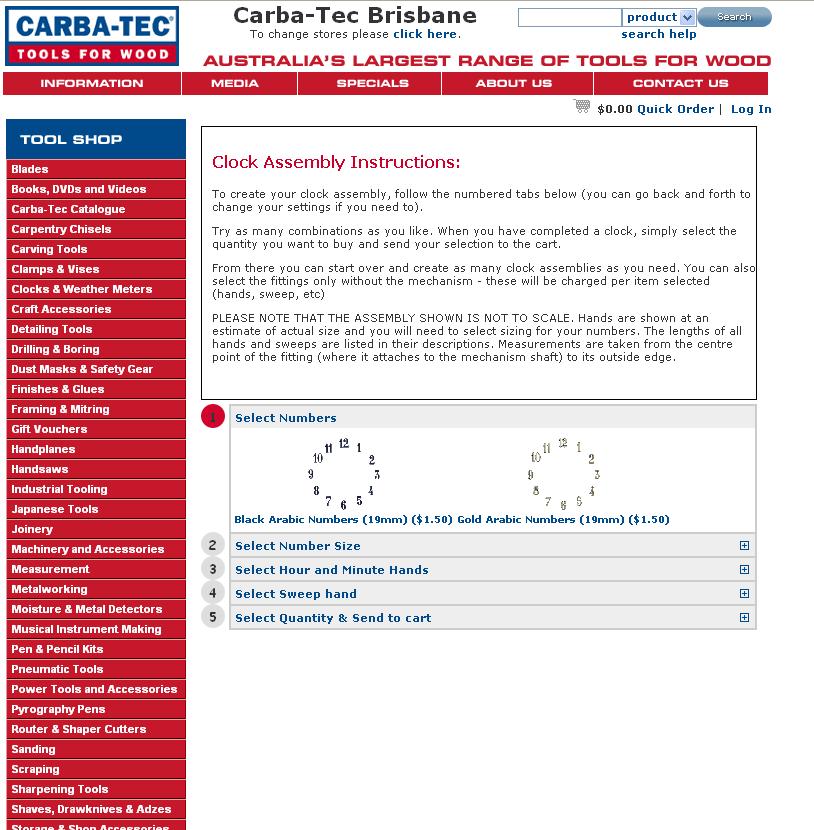 CARBA-TEC®
TOOLS FOR WOOD
Carba-Tec Brisbane
To change stores please click here.
product
Search
search help
AUSTRALIA'S LARGEST RANGE OF TOOLS FOR WOOD
INFORMATION
MEDIA
SPECIALS
ABOUT US
CONTACT US
$0.00 Quick Order | Log In
TOOL SHOP
Blades
Books, DVDs and Videos
Carba-Tec Catalogue
Carpentry Chisels
Carving Tools
Clamps & Vises
Clocks & Weather Meters
Craft Accessories
Detailing Tools
Drilling & Boring
Dust Masks & Safety Gear
Finishes & Glues
Framing & Mitring
Gift Vouchers
Handplanes
Handsaws
Industrial Tooling
Japanese Tools
Joinery
Machinery and Accessories
Measurement
Metalworking
Moisture & Metal Detectors
Musical Instrument Making
Pen & Pencil Kits
Pneumatic Tools
Power Tools and Accessories
Pyrography Pens
Router & Shaper Cutters
Sanding
Scraping
Sharpening Tools
Shaves, Drawknives & Adzes
Storage & Shop Accessories
Clock Assembly Instructions:
To create your clock assembly, follow the numbered tabs below (you can go back and forth to
change your settings if you need to).
Try as many combinations as you like. When you have completed a clock, simply select the
quantity you want to buy and send your selection to the cart.
From there you can start over and create as many clock assemblies as you need. You can also
select the fittings only without the mechanism - these will be charged per item selected
(hands, sweep, etc)
PLEASE NOTE THAT THE ASSEMBLY SHOWN IS NOT TO SCALE. Hands are shown at an
estimate of actual size and you will need to select sizing for your numbers. The lengths of all
hands and sweeps are listed in their descriptions. Measurements are taken from the centre
point of the fitting (where it attaches to the mechanism shaft) to its outside edge.
1 Select Numbers
12 1 2 3 4 5 6 7 8 9 10 11
12 1 2 3 4 5 6 7 8 9 10 11
Black Arabic Numbers (19mm) ($1.50) Gold Arabic Numbers (19mm) ($1.50)
2 Select Number Size
3 Select Hour and Minute Hands
4 Select Sweep hand
5 Select Quantity & Send to cart